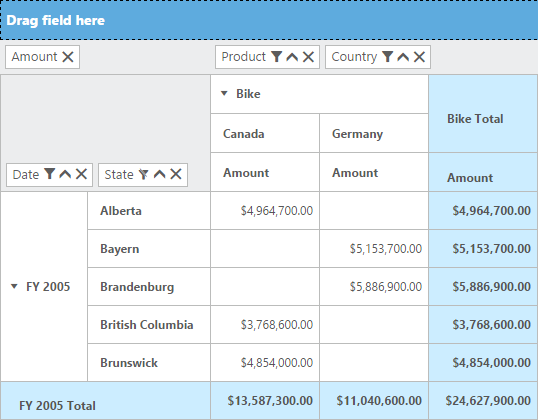 Drag field here
Amount
Product Country
Bike
Bike Total
Canada Germany
Date State
Amount Amount Amount
FY 2005
Alberta $4,964,700.00 $4,964,700.00
Bayern $5,153,700.00 $5,153,700.00
Brandenburg $5,886,900.00 $5,886,900.00
British Columbia $3,768,600.00 $3,768,600.00
Brunswick $4,854,000.00 $4,854,000.00
FY 2005 Total $13,587,300.00 $11,040,600.00 $24,627,900.00